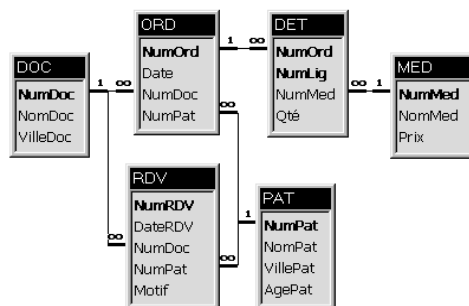 DOC
NumDoc
NomDoc
VilleDoc
1
∞
ORD
NumOrd
Date
NumDoc
NumPat
1
∞
∞
DET
NumOrd
NumLig
NumMed
Qté
∞
1
MED
NumMed
NomMed
Prix
RDV
NumRDV
DateRDV
NumDoc
NumPat
Motif
∞
∞
1
PAT
NumPat
NomPat
VillePat
AgePat